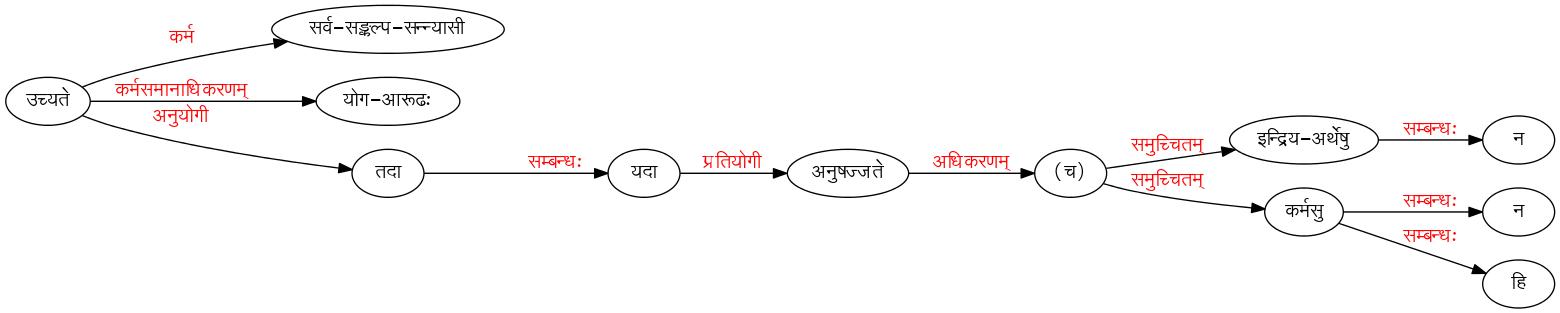 सर्व-सङ्कल्प-सन्न्यासी
कर्म
उच्यते
कर्मसमानाधिकरणम्
योग-आरूढः
अनुयोगी
तदा
सम्बन्धः
यदा
प्रतियोगी
अनुषज्जते
अधिकरणम्
(च)
समुच्चितम्
इन्द्रिय-अर्थेषु
सम्बन्धः
न
समुच्चितम्
कर्मसु
सम्बन्धः
न
सम्बन्धः
हि